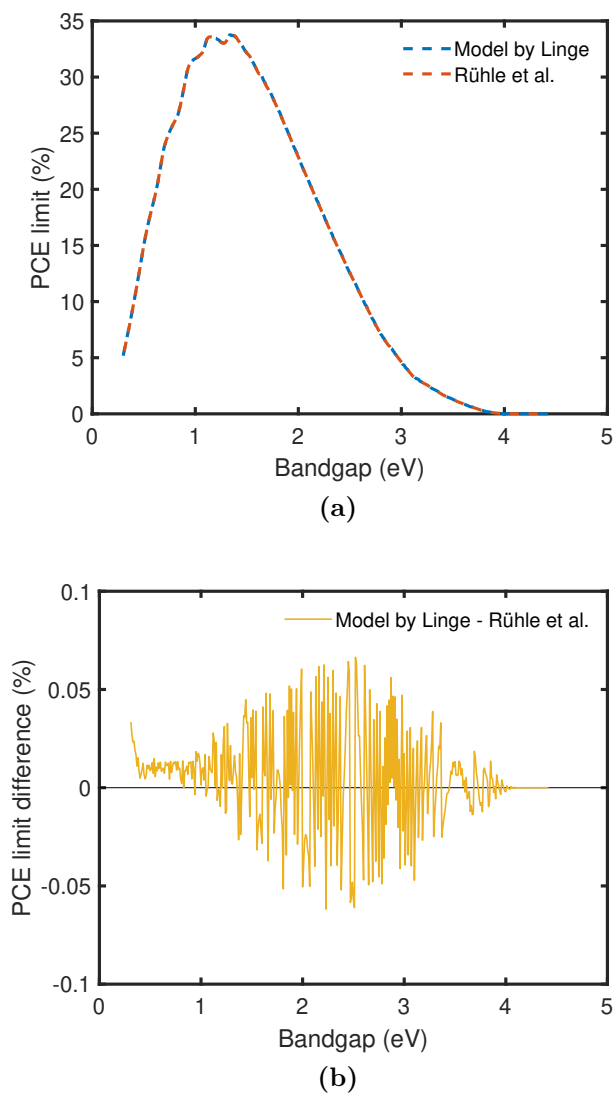 35
30
25
20
15
10
5
0
PCE limit (%)
Model by Linge
Rühle et al.
0 1 2 3 4 5
Bandgap (eV)
(a)
0.1
0.05
0
-0.05
-0.1
PCE limit difference (%)
Model by Linge - Rühle et al.
0 1 2 3 4 5
Bandgap (eV)
(b)